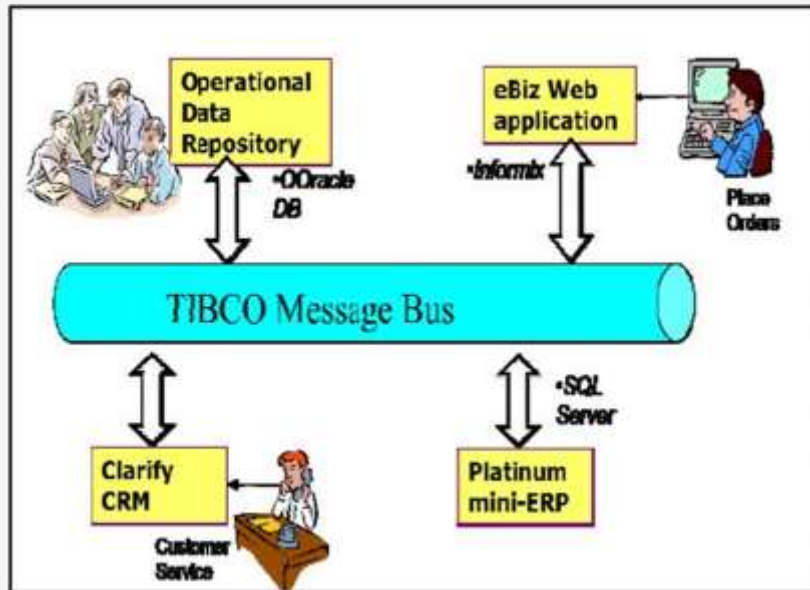 Operational
Data
Repository
•OOracle
DB
eBiz Web
application
•Informix
Place
Orders
TIBCO Message Bus
Clarify
CRM
Customer
Service
•SQL
Server
Platinum
mini-ERP